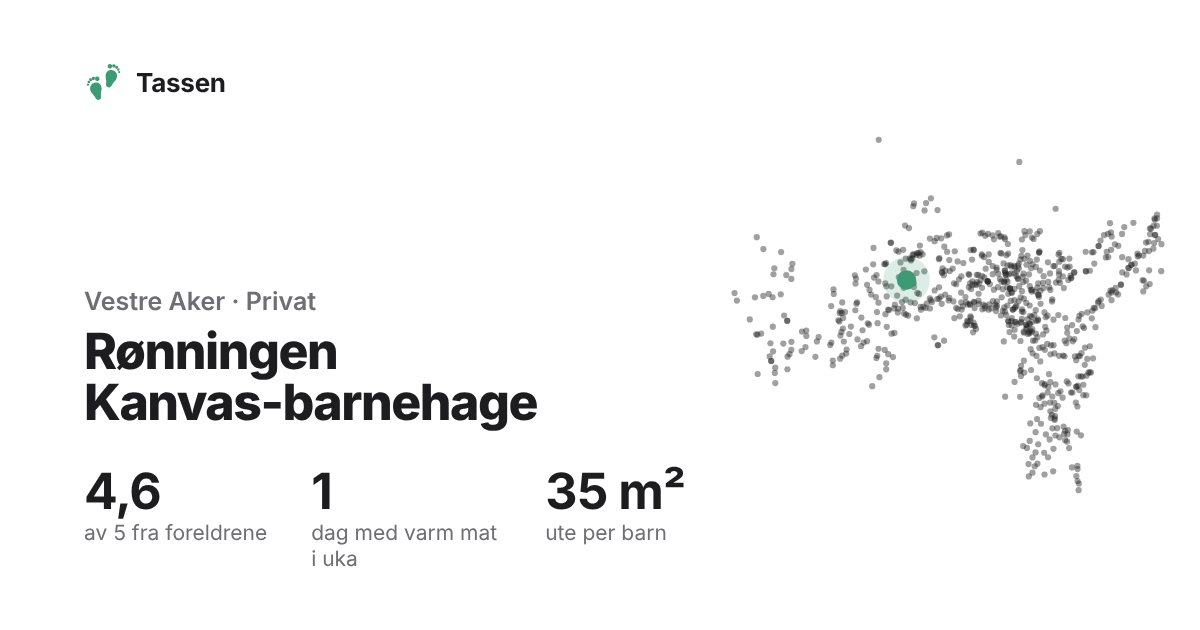 Tassen
Vestre Aker · Privat
Rønningen
Kanvas-barnehage
4,6
av 5 fra foreldrene
1
dag med varm mat
i uka
35 m²
ute per barn